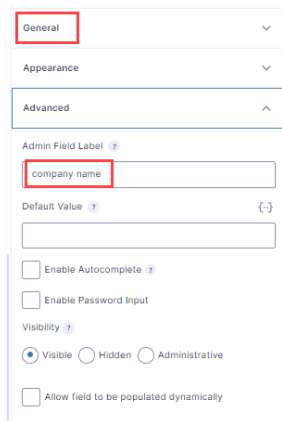 General
Appearance
Advanced
Admin Field Label ?
company name
Default Value ? {··}
Enable Autocomplete ?
Enable Password Input
Visibility ?
Visible Hidden Administrative
Allow field to be populated dynamically